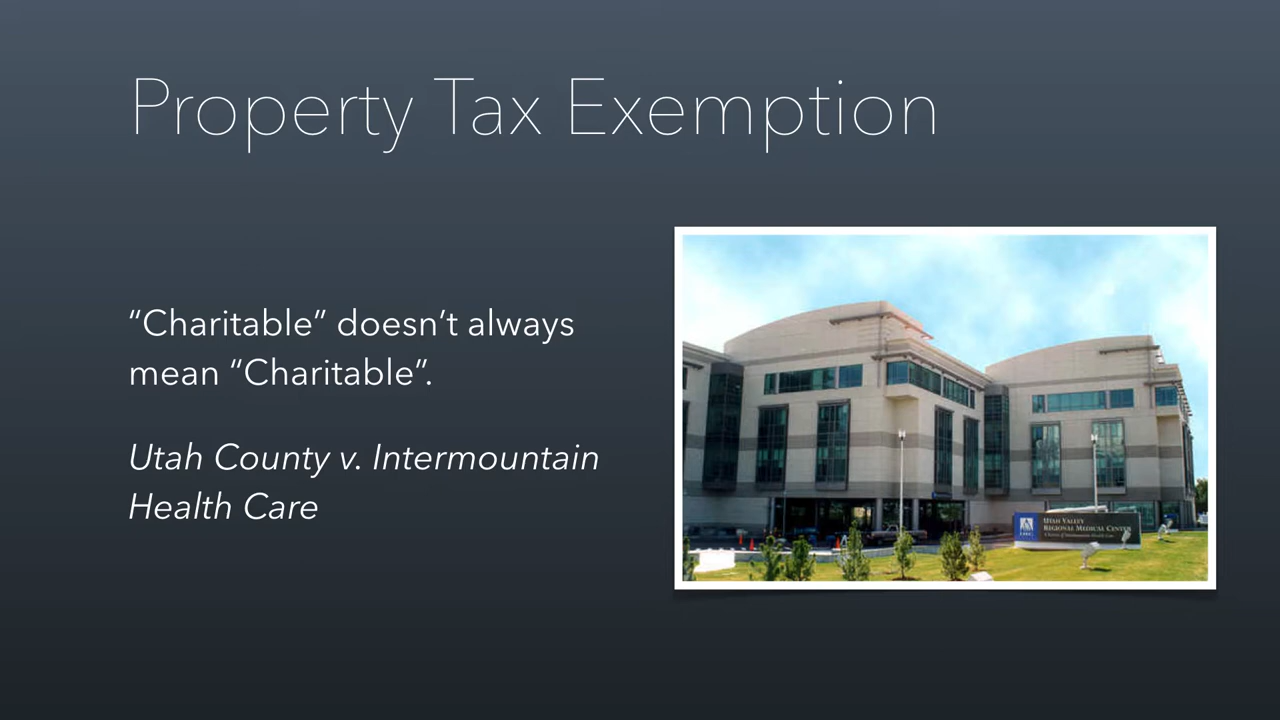 Property Tax Exemption
“Charitable” doesn’t always
mean “Charitable”.
Utah County v. Intermountain
Health Care
Utah Valley
Regional Medical Center